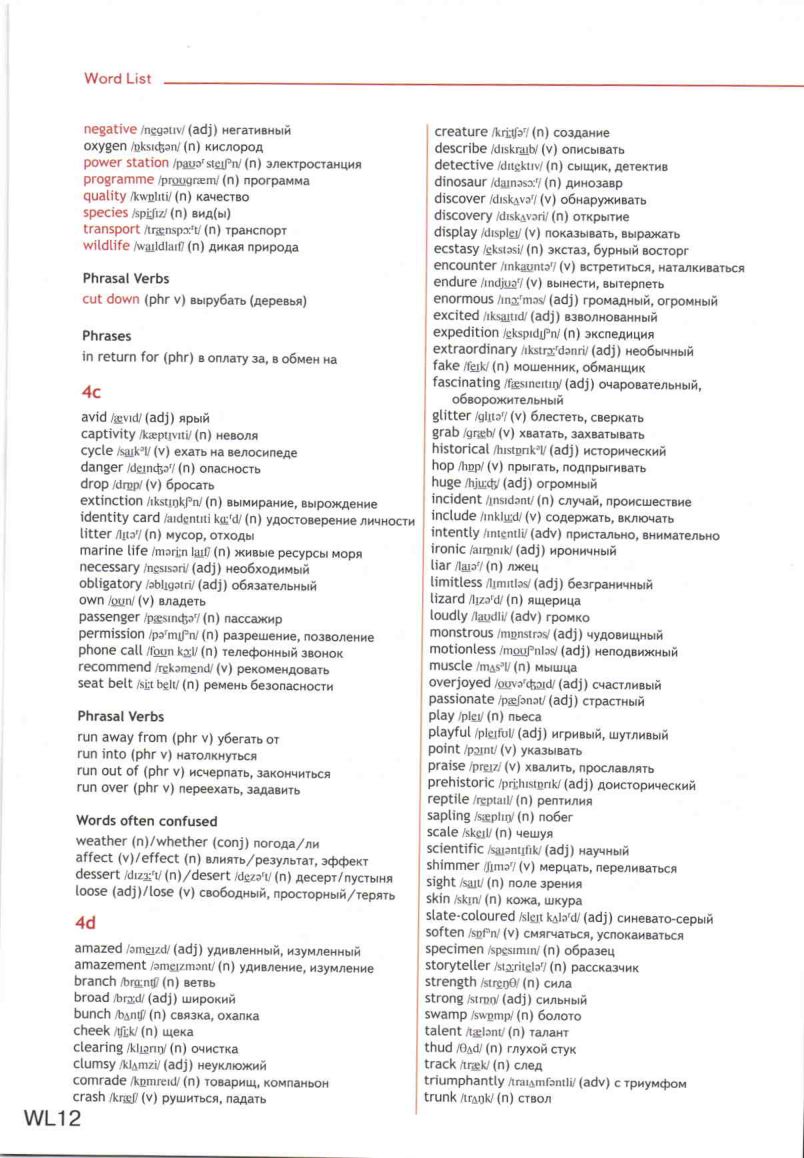 Word List
negative /negətɪv/ (adj) негативный
oxygen /ɒksɪdʒən/ (n) кислород
power station /paʊəʳ steɪʃᵊn/ (n) электростанция
programme /proʊgræm/ (n) программа
quality /kwɒlɪti/ (n) качество
species /spiːʃiz/ (n) вид(ы)
transport /trænspɔːʳt/ (n) транспорт
wildlife /waɪldlaɪf/ (n) дикая природа
Phrasal Verbs
cut down (phr v) вырубать (деревья)
Phrases
in return for (phr) в оплату за, в обмен на
4c
avid /ævɪd/ (adj) ярый
captivity /kæptɪvɪti/ (n) неволя
cycle /saɪkᵊl/ (v) ехать на велосипеде
danger /deɪndʒəʳ/ (n) опасность
drop /drɒp/ (v) бросать
extinction /ɪkstɪŋkʃᵊn/ (n) вымирание, вырождение
identity card /aɪdentɪti kɑːʳd/ (n) удостоверение личности
litter /lɪtəʳ/ (n) мусор, отходы
marine life /məriːn laɪf/ (n) живые ресурсы моря
necessary /nesɪsəri/ (adj) необходимый
obligatory /əblɪgətri/ (adj) обязательный
own /oʊn/ (v) владеть
passenger /pæsɪndʒəʳ/ (n) пассажир
permission /pəʳmɪʃᵊn/ (n) разрешение, позволение
phone call /foʊn kɔːl/ (n) телефонный звонок
recommend /rekəmend/ (v) рекомендовать
seat belt /siːt belt/ (n) ремень безопасности
Phrasal Verbs
run away from (phr v) убегать от
run into (phr v) натолкнуться
run out of (phr v) исчерпать, закончиться
run over (phr v) переехать, задавить
Words often confused
weather (n)/whether (conj) погода/ли
affect (v)/effect (n) влиять/результат, эффект
dessert /dɪzɜːʳt/ (n)/desert /dezəʳt/ (n) десерт/пустыня
loose (adj)/lose (v) свободный, просторный/терять
4d
amazed /əmeɪzd/ (adj) удивленный, изумленный
amazement /əmeɪzmənt/ (n) удивление, изумление
branch /brɑːntʃ/ (n) ветвь
broad /brɔːd/ (adj) широкий
bunch /bʌntʃ/ (n) связка, охапка
cheek /tʃiːk/ (n) щека
clearing /klɪərɪŋ/ (n) очистка
clumsy /klʌmzi/ (adj) неуклюжий
comrade /kɒmreɪd/ (n) товарищ, компаньон
crash /kræʃ/ (v) рушиться, падать
WL12
creature /kriːtʃəʳ/ (n) создание
describe /dɪskraɪb/ (v) описывать
detective /dɪtektɪv/ (n) сыщик, детектив
dinosaur /daɪnəsɔːʳ/ (n) динозавр
discover /dɪskʌvəʳ/ (v) обнаруживать
discovery /dɪskʌvəri/ (n) открытие
display /dɪspleɪ/ (v) показывать, выражать
ecstasy /ekstəsi/ (n) экстаз, бурный восторг
encounter /ɪnkaʊntəʳ/ (v) встретиться, наталкиваться
endure /ɪndjʊəʳ/ (v) вынести, вытерпеть
enormous /ɪnɔːʳməs/ (adj) громадный, огромный
excited /ɪksaɪtɪd/ (adj) взволнованный
expedition /ekspɪdɪʃᵊn/ (n) экспедиция
extraordinary /ɪkstrɔːʳdənri/ (adj) необычный
fake /feɪk/ (n) мошенник, обманщик
fascinating /fæsɪneɪtɪŋ/ (adj) очаровательный,
обворожительный
glitter /glɪtəʳ/ (v) блестеть, сверкать
grab /græb/ (v) хватать, захватывать
historical /hɪstɒrɪkᵊl/ (adj) исторический
hop /hɒp/ (v) прыгать, подпрыгивать
huge /hjuːdʒ/ (adj) огромный
incident /ɪnsɪdənt/ (n) случай, происшествие
include /ɪnkluːd/ (v) содержать, включать
intently /ɪntentli/ (adv) пристально, внимательно
ironic /aɪrɒnɪk/ (adj) ироничный
liar /laɪəʳ/ (n) лжец
limitless /lɪmɪtləs/ (adj) безграничный
lizard /lɪzəʳd/ (n) ящерица
loudly /laʊdli/ (adv) громко
monstrous /mɒnstrəs/ (adj) чудовищный
motionless /moʊʃᵊnləs/ (adj) неподвижный
muscle /mʌsᵊl/ (n) мышца
overjoyed /oʊvəʳdʒɔɪd/ (adj) счастливый
passionate /pæʃənət/ (adj) страстный
play /pleɪ/ (n) пьеса
playful /pleɪfʊl/ (adj) игривый, шутливый
point /pɔɪnt/ (v) указывать
praise /preɪz/ (v) хвалить, прославлять
prehistoric /priːhɪstɒrɪk/ (adj) доисторический
reptile /reptaɪl/ (n) рептилия
sapling /sæplɪŋ/ (n) побег
scale /skeɪl/ (n) чешуя
scientific /saɪəntɪfɪk/ (adj) научный
shimmer /ʃɪməʳ/ (v) мерцать, переливаться
sight /saɪt/ (n) поле зрения
skin /skɪn/ (n) кожа, шкура
slate-coloured /sleɪt kʌləʳd/ (adj) синевато-серый
soften /sɒfᵊn/ (v) смягчаться, успокаиваться
specimen /spesɪmɪn/ (n) образец
storyteller /stɔːritelәʳ/ (n) рассказчик
strength /streŋθ/ (n) сила
strong /strɒŋ/ (adj) сильный
swamp /swɒmp/ (n) болото
talent /tælənt/ (n) талант
thud /θʌd/ (n) глухой стук
track /træk/ (n) след
triumphantly /traɪʌmfəntli/ (adv) с триумфом
trunk /trʌŋk/ (n) ствол